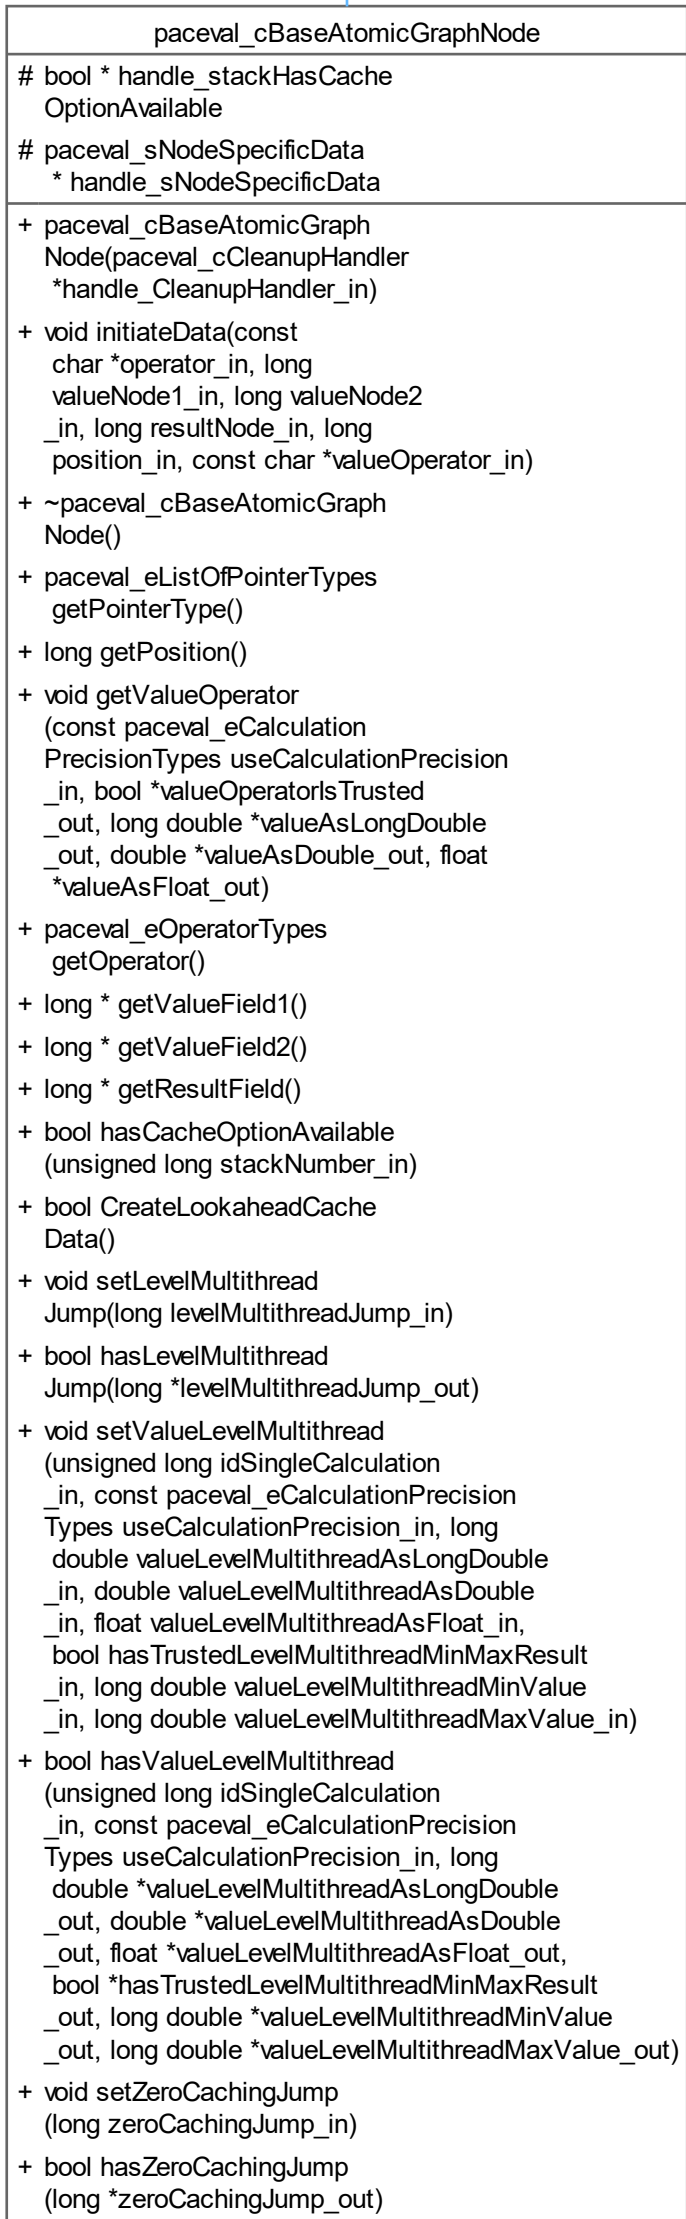 paceval_cBaseAtomicGraphNode
# bool * handle_stackHasCache
OptionAvailable
# paceval_sNodeSpecificData
* handle_sNodeSpecificData
+ paceval_cBaseAtomicGraph
Node(paceval_cCleanupHandler
*handle_CleanupHandler_in)
+ void initiateData(const
char *operator_in, long
valueNode1_in, long valueNode2
_in, long resultNode_in, long
position_in, const char *valueOperator_in)
+ ~paceval_cBaseAtomicGraph
Node()
+ paceval_eListOfPointerTypes
getPointerType()
+ long getPosition()
+ void getValueOperator
(const paceval_eCalculation
PrecisionTypes useCalculationPrecision
_in, bool *valueOperatorIsTrusted
_out, long double *valueAsLongDouble
_out, double *valueAsDouble_out, float
*valueAsFloat_out)
+ paceval_eOperatorTypes
getOperator()
+ long * getValueField1()
+ long * getValueField2()
+ long * getResultField()
+ bool hasCacheOptionAvailable
(unsigned long stackNumber_in)
+ bool CreateLookaheadCache
Data()
+ void setLevelMultithread
Jump(long levelMultithreadJump_in)
+ bool hasLevelMultithread
Jump(long *levelMultithreadJump_out)
+ void setValueLevelMultithread
(unsigned long idSingleCalculation
_in, const paceval_eCalculationPrecision
Types useCalculationPrecision_in, long
double valueLevelMultithreadAsLongDouble
_in, double valueLevelMultithreadAsDouble
_in, float valueLevelMultithreadAsFloat_in,
bool hasTrustedLevelMultithreadMinMaxResult
_in, long double valueLevelMultithreadMinValue
_in, long double valueLevelMultithreadMaxValue_in)
+ bool hasValueLevelMultithread
(unsigned long idSingleCalculation
_in, const paceval_eCalculationPrecision
Types useCalculationPrecision_in, long
double *valueLevelMultithreadAsLongDouble
_out, double *valueLevelMultithreadAsDouble
_out, float *valueLevelMultithreadAsFloat_out,
bool *hasTrustedLevelMultithreadMinMaxResult
_out, long double *valueLevelMultithreadMinValue
_out, long double *valueLevelMultithreadMaxValue_out)
+ void setZeroCachingJump
(long zeroCachingJump_in)
+ bool hasZeroCachingJump
(long *zeroCachingJump_out)